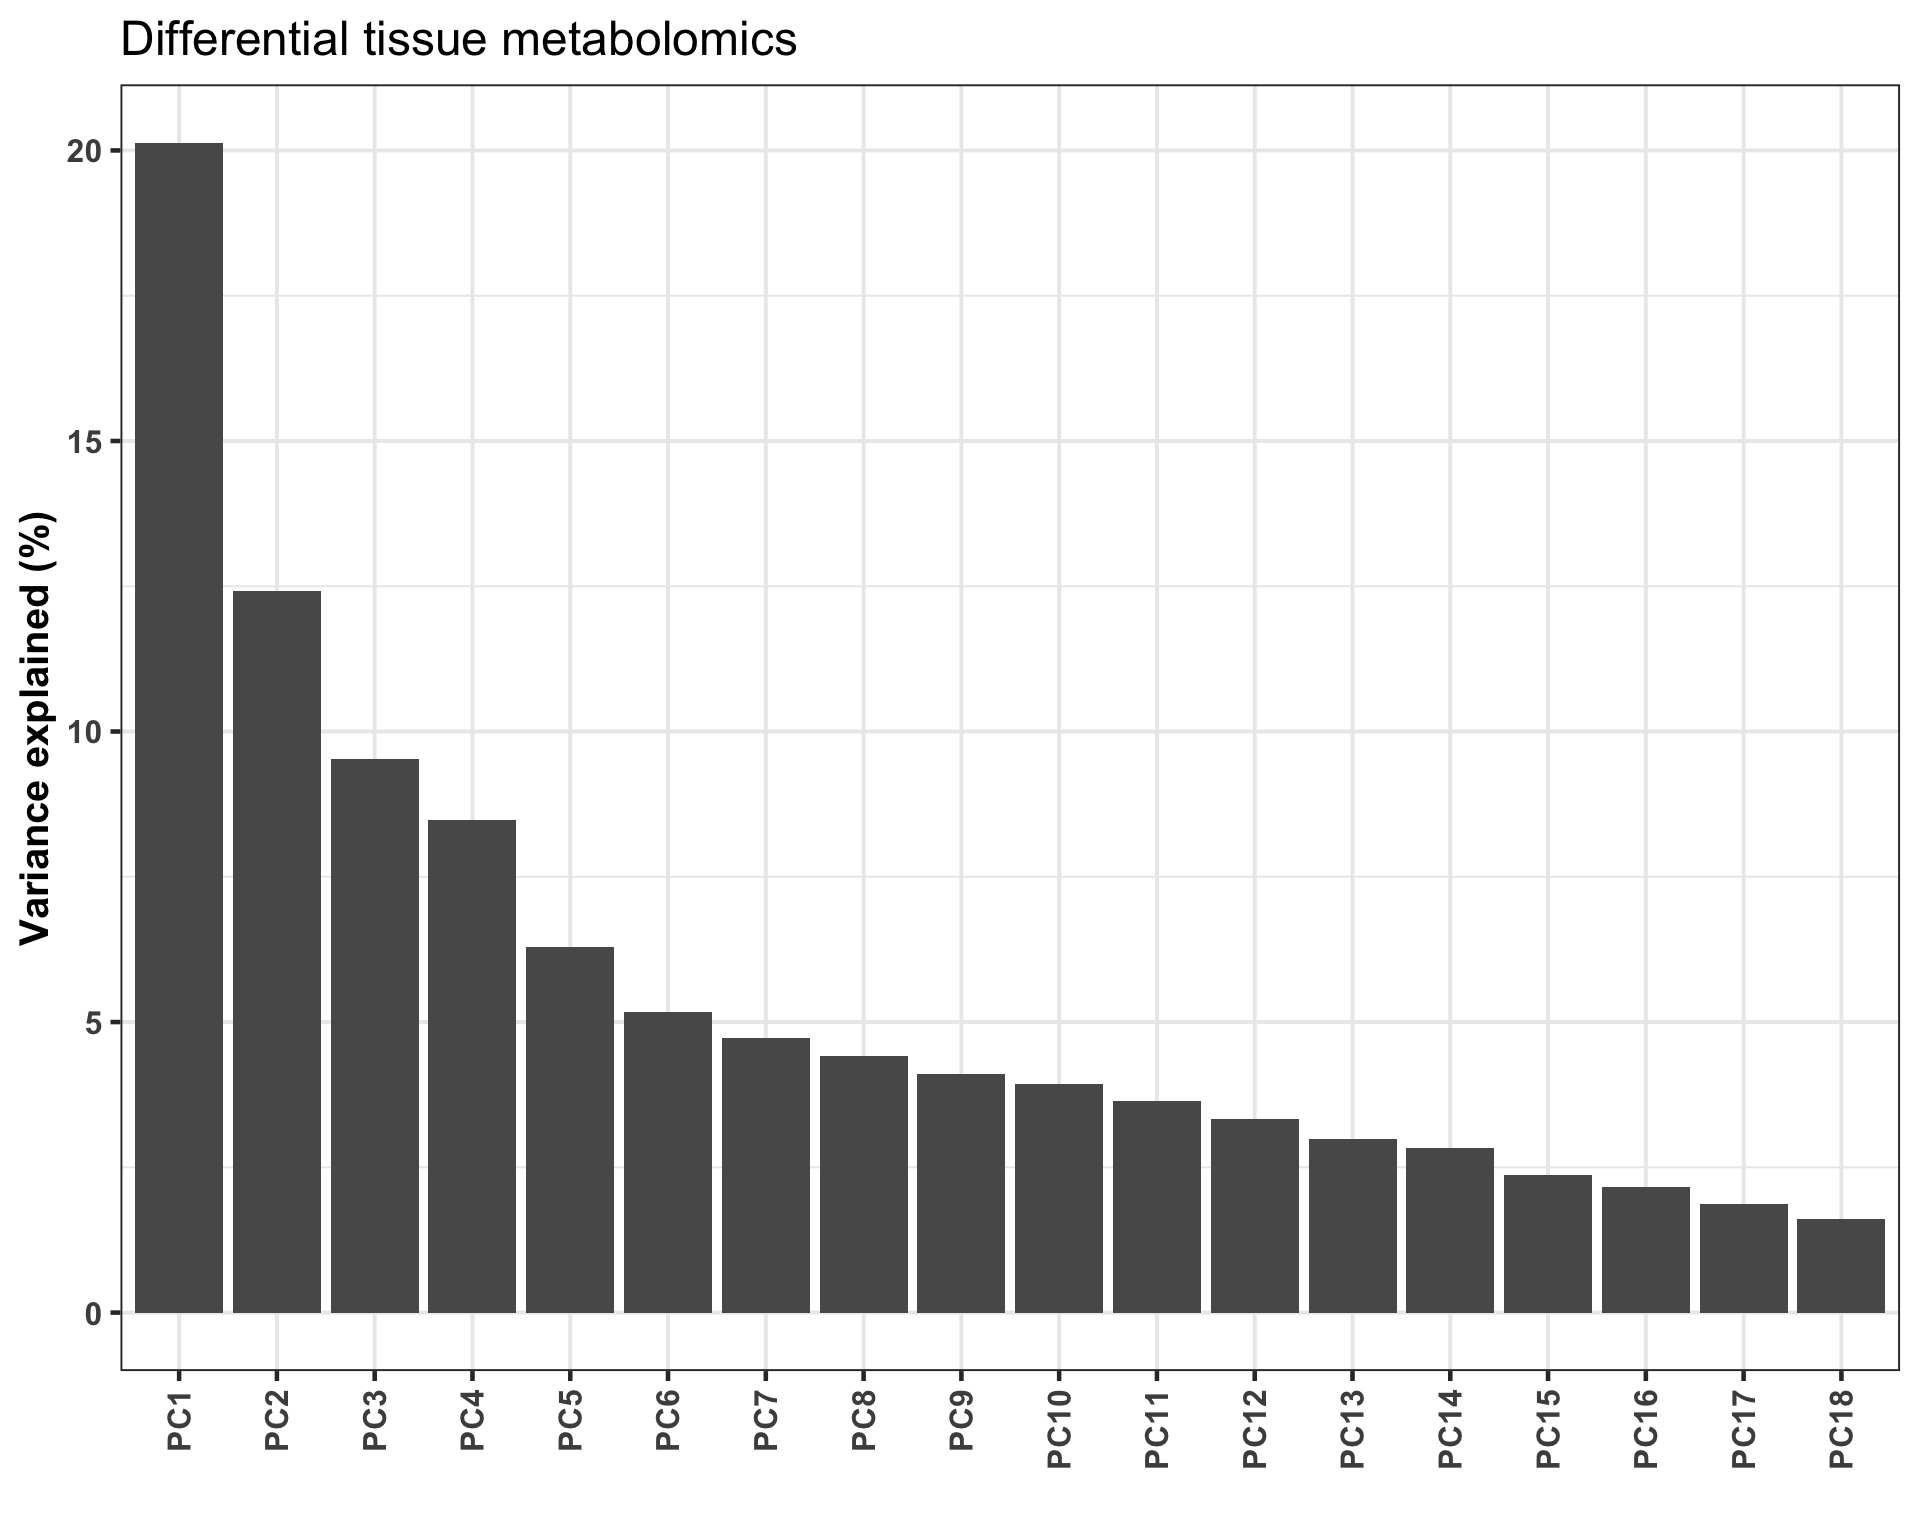 Differential tissue metabolomics
Variance explained (%)
20
15
10
5
0
PC1
PC2
PC3
PC4
PC5
PC6
PC7
PC8
PC9
PC10
PC11
PC12
PC13
PC14
PC15
PC16
PC17
PC18